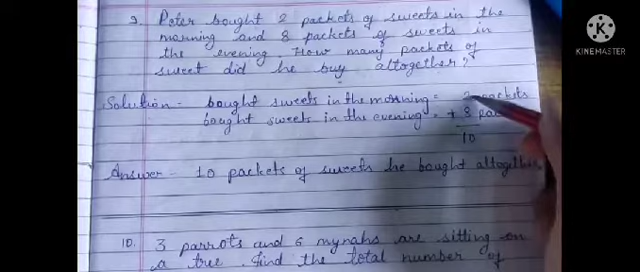 9. Peter bought 2 packets of sweets in the
morning and 8 packets of sweets in
the evening. How many packets of
sweet did he buy altogether?
Solution - bought sweets in the morning = 2 packets
bought sweets in the evening = + 8
10
Answer - 10 packets of sweets he bought altogether
10. 3 parrots and 6 mynahs are sitting on
a tree. Find the total number of
KINEMASTER